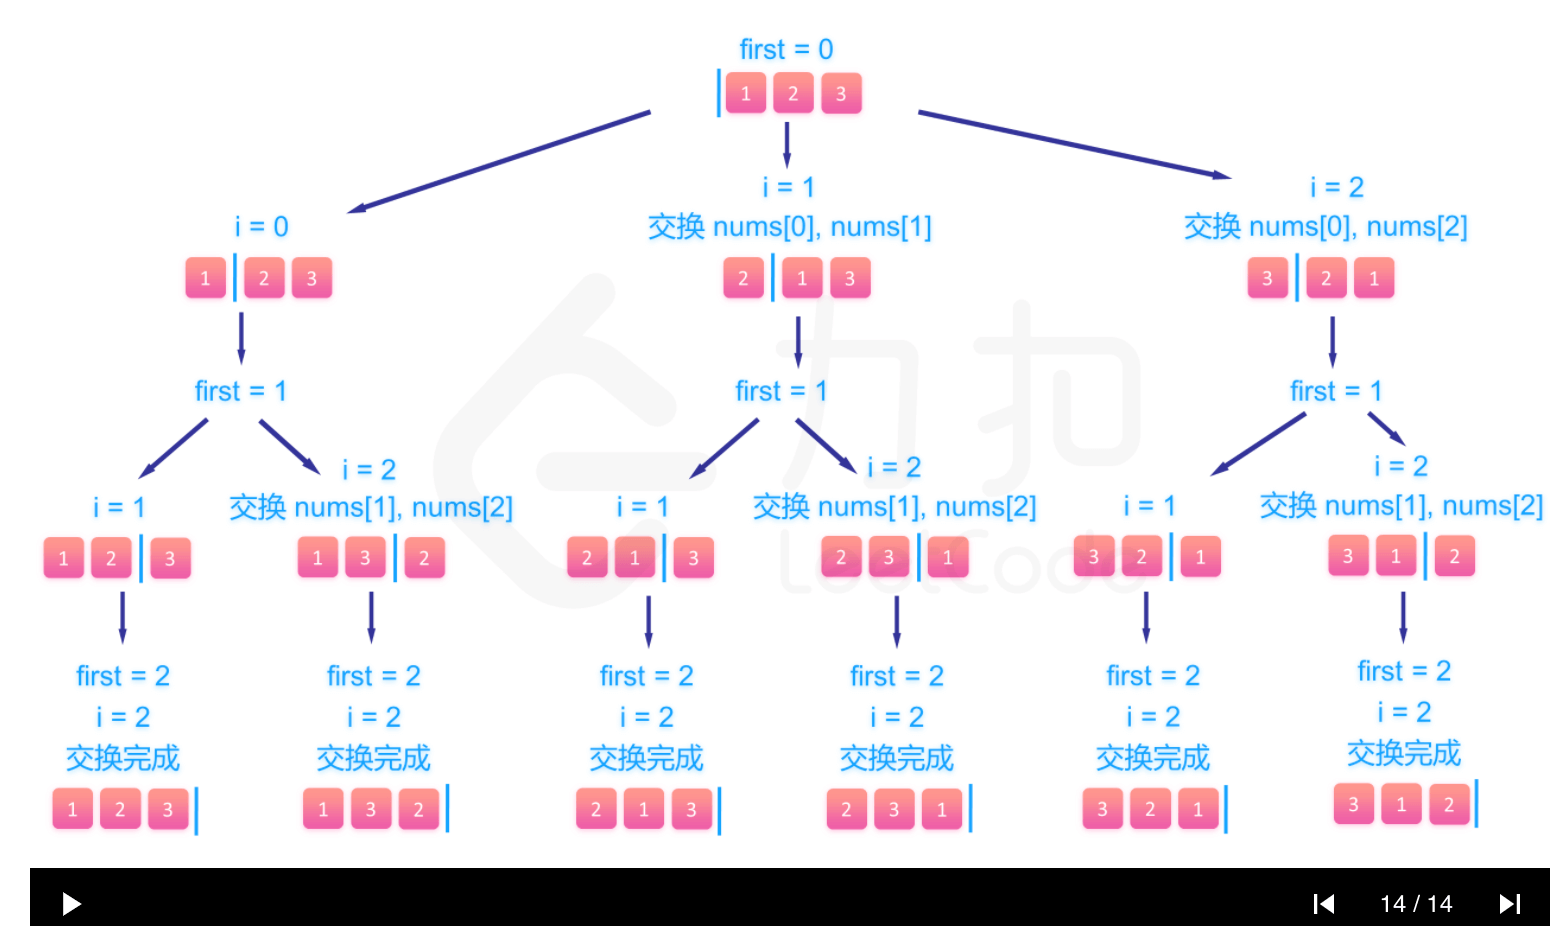 first = 0
1 2 3
i = 0
1 2 3
i = 1
交换 nums[0], nums[1]
2 1 3
i = 2
交换 nums[0], nums[2]
3 2 1
first = 1
first = 1
first = 1
i = 1
1 2 3
i = 2
交换 nums[1], nums[2]
1 3 2
i = 1
2 1 3
i = 2
交换 nums[1], nums[2]
2 3 1
i = 1
3 2 1
i = 2
交换 nums[1], nums[2]
3 1 2
first = 2
i = 2
交换完成
1 2 3
first = 2
i = 2
交换完成
1 3 2
first = 2
i = 2
交换完成
2 1 3
first = 2
i = 2
交换完成
2 3 1
first = 2
i = 2
交换完成
3 2 1
first = 2
i = 2
交换完成
3 1 2
力扣
LeetCode
14 / 14